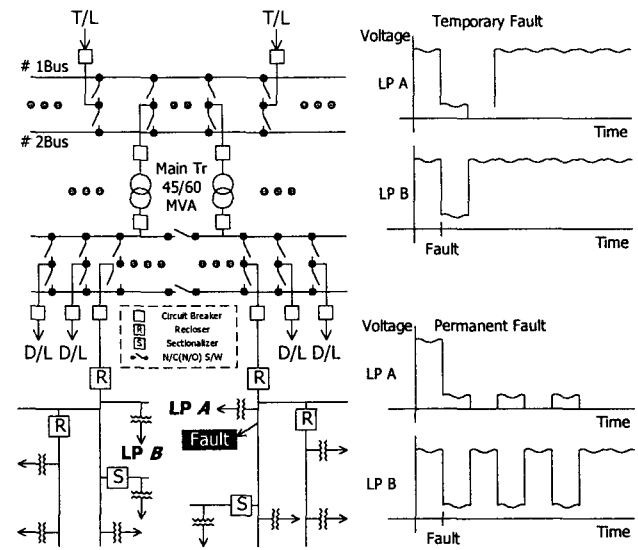 T/L
T/L
# 1Bus
# 2Bus
Main Tr
45/60
MVA
Circuit Breaker
R
Recloser
S
Sectionalizer
N/C(N/O) S/W
D/L
D/L
D/L
D/L
D/L
D/L
R
R
R
LP A
R
LP B
Fault
S
S
Temporary Fault
Voltage
LP A
Time
LP B
Fault
Time
Voltage
Permanent Fault
LP A
Time
LP B
Fault
Time